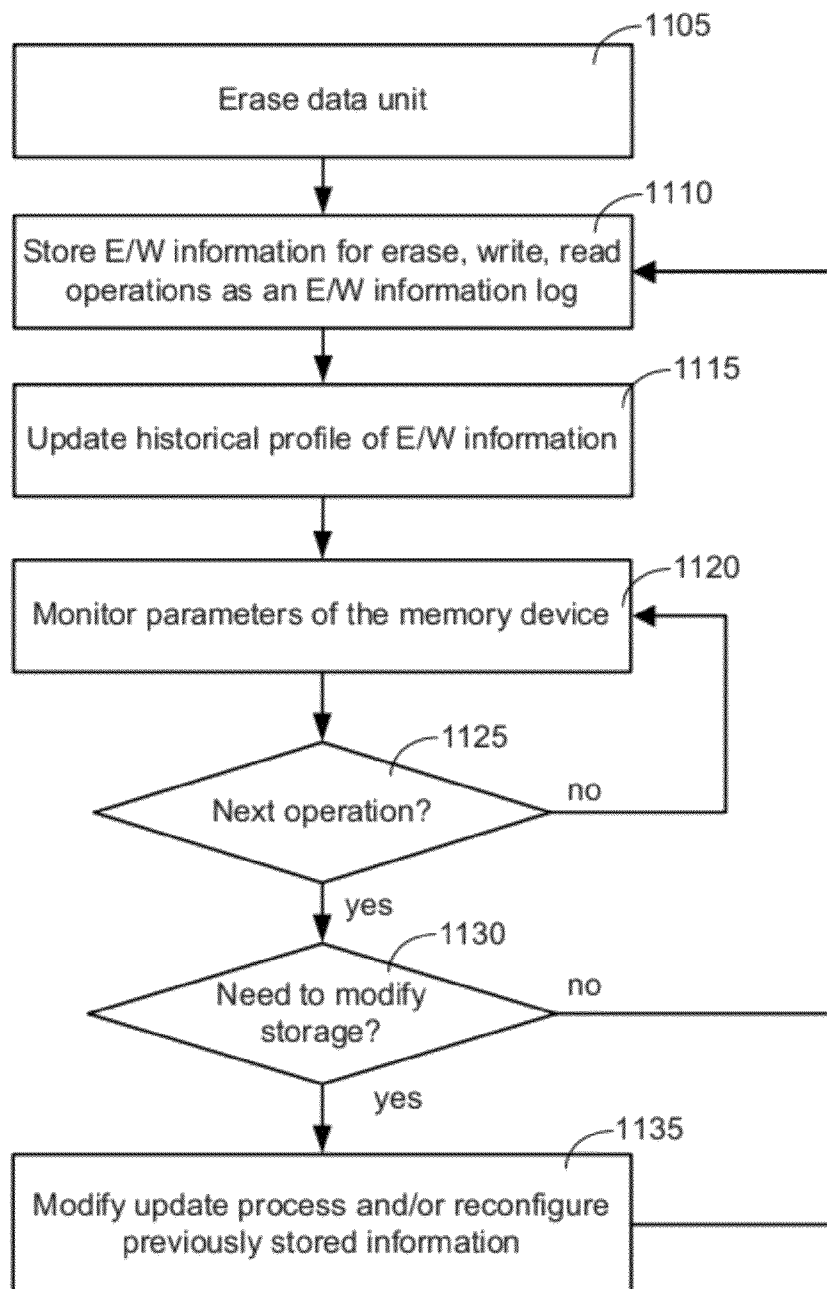 1105
Erase data unit
1110
Store E/W information for erase, write, read
operations as an E/W information log
1115
Update historical profile of E/W information
1120
Monitor parameters of the memory device
1125
Next operation?
no
yes
1130
Need to modify
storage?
no
yes
1135
Modify update process and/or reconfigure
previously stored information